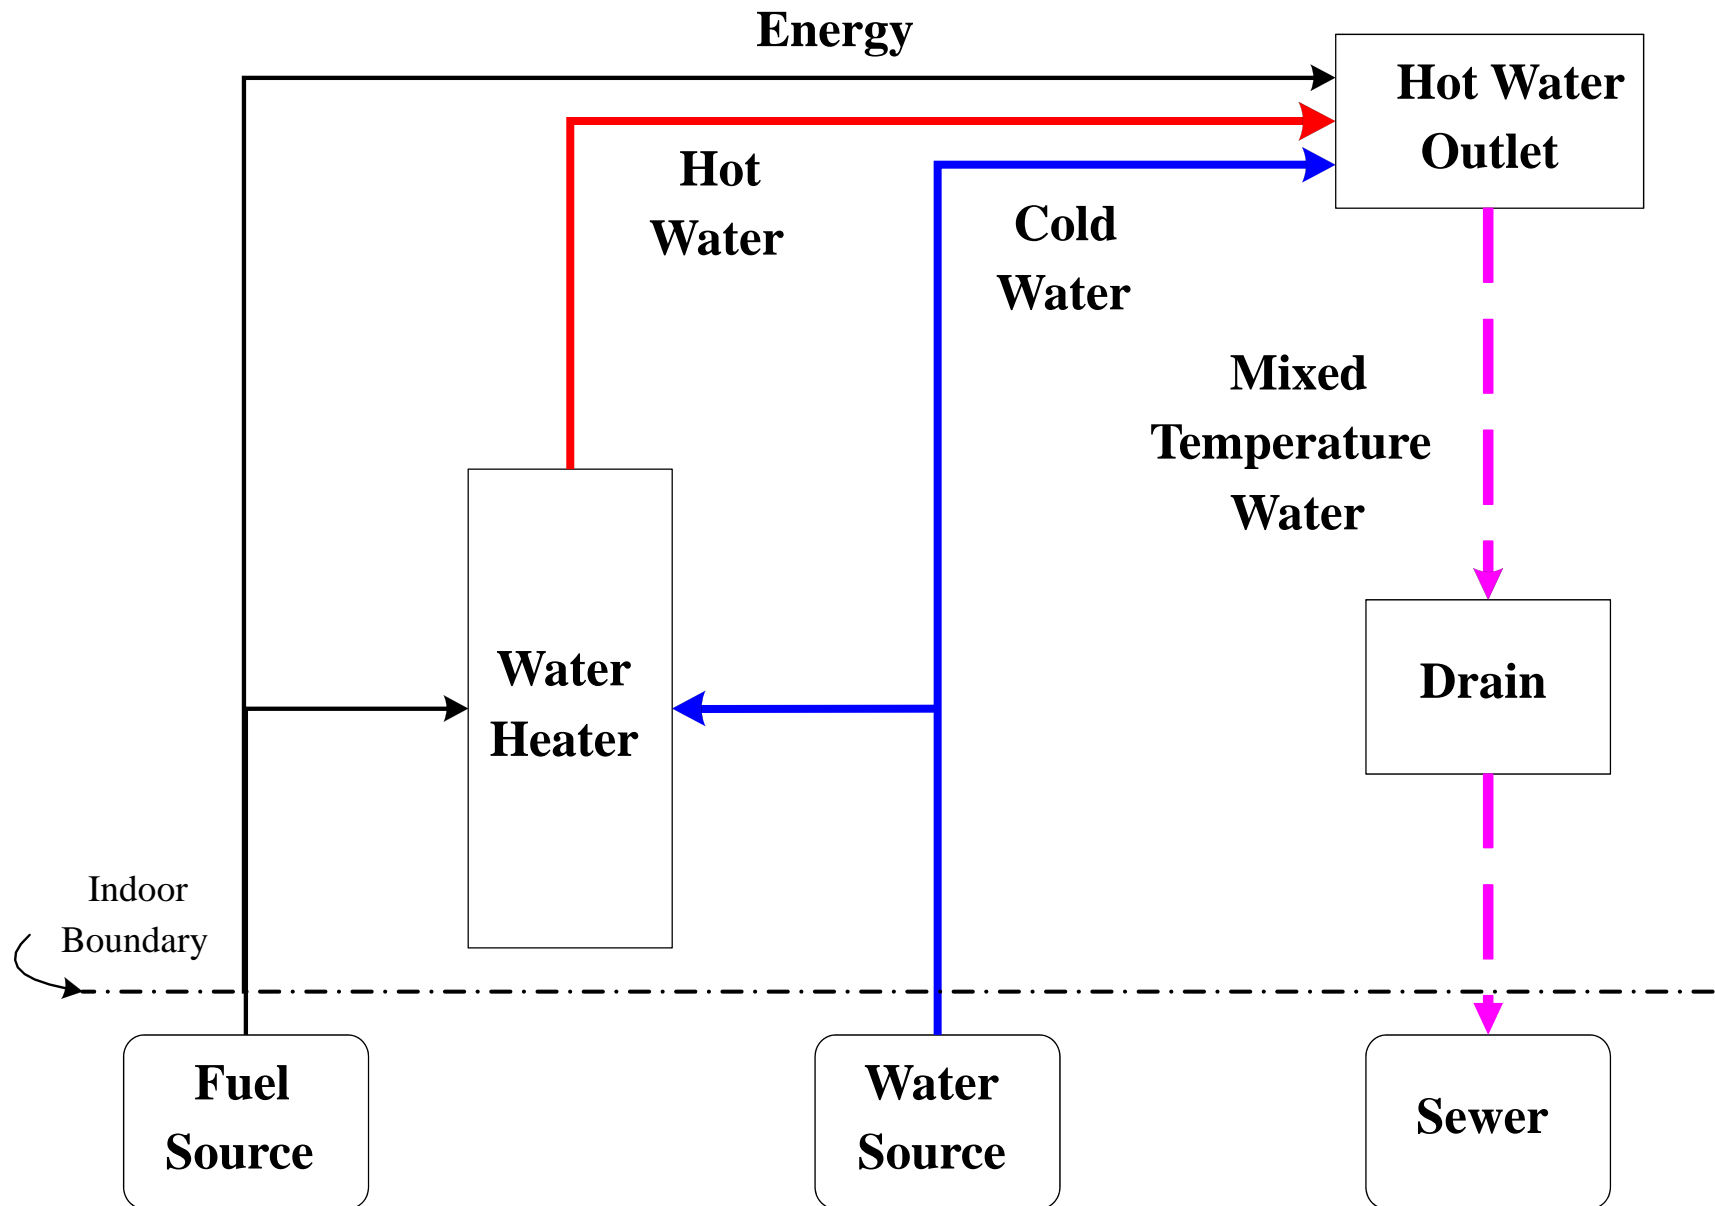 Energy
Hot Water
Outlet
Hot
Water
Cold
Water
Mixed
Temperature
Water
Water
Heater
Drain
Indoor
Boundary
Fuel
Source
Water
Source
Sewer